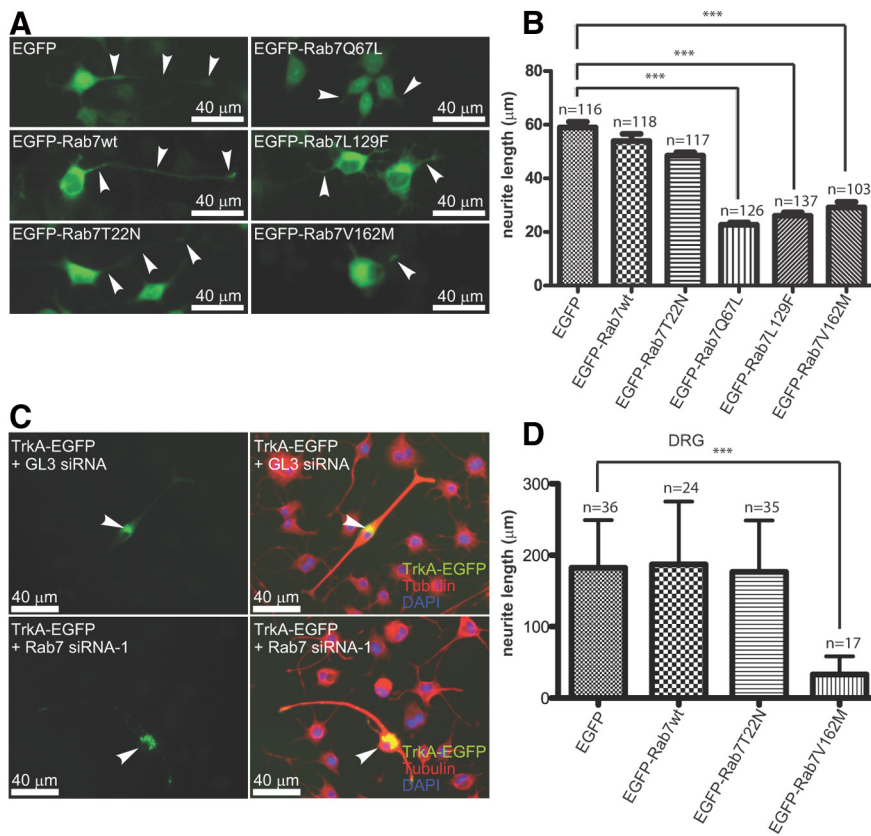 A
EGFP
40 µm
EGFP-Rab7Q67L
40 µm
EGFP-Rab7wt
40 µm
EGFP-Rab7L129F
40 µm
EGFP-Rab7T22N
40 µm
EGFP-Rab7V162M
40 µm
B
***
***
***
neurite length (µm)
80
60
40
20
0
n=116
n=118
n=117
n=126
n=137
n=103
EGFP
EGFP-Rab7wt
EGFP-Rab7T22N
EGFP-Rab7Q67L
EGFP-Rab7L129F
EGFP-Rab7V162M
C
TrkA-EGFP
+ GL3 siRNA
40 µm
TrkA-EGFP
+ GL3 siRNA
TrkA-EGFP
Tubulin
DAPI
40 µm
TrkA-EGFP
+ Rab7 siRNA-1
40 µm
TrkA-EGFP
+ Rab7 siRNA-1
TrkA-EGFP
Tubulin
DAPI
40 µm
D
DRG
***
neurite length (µm)
300
200
100
0
n=36
n=24
n=35
n=17
EGFP
EGFP-Rab7wt
EGFP-Rab7T22N
EGFP-Rab7V162M